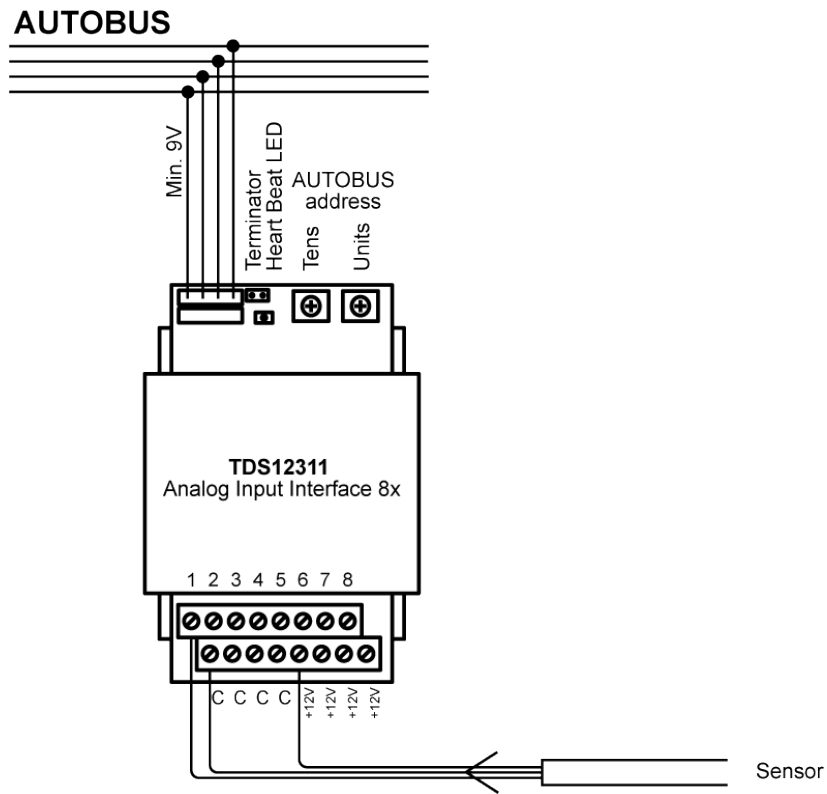 AUTOBUS
Min. 9V
Terminator
Heart Beat LED
AUTOBUS
address
Tens
Units
TDS12311
Analog Input Interface 8x
1 2 3 4 5 6 7 8
C C C C +12V +12V +12V +12V
Sensor